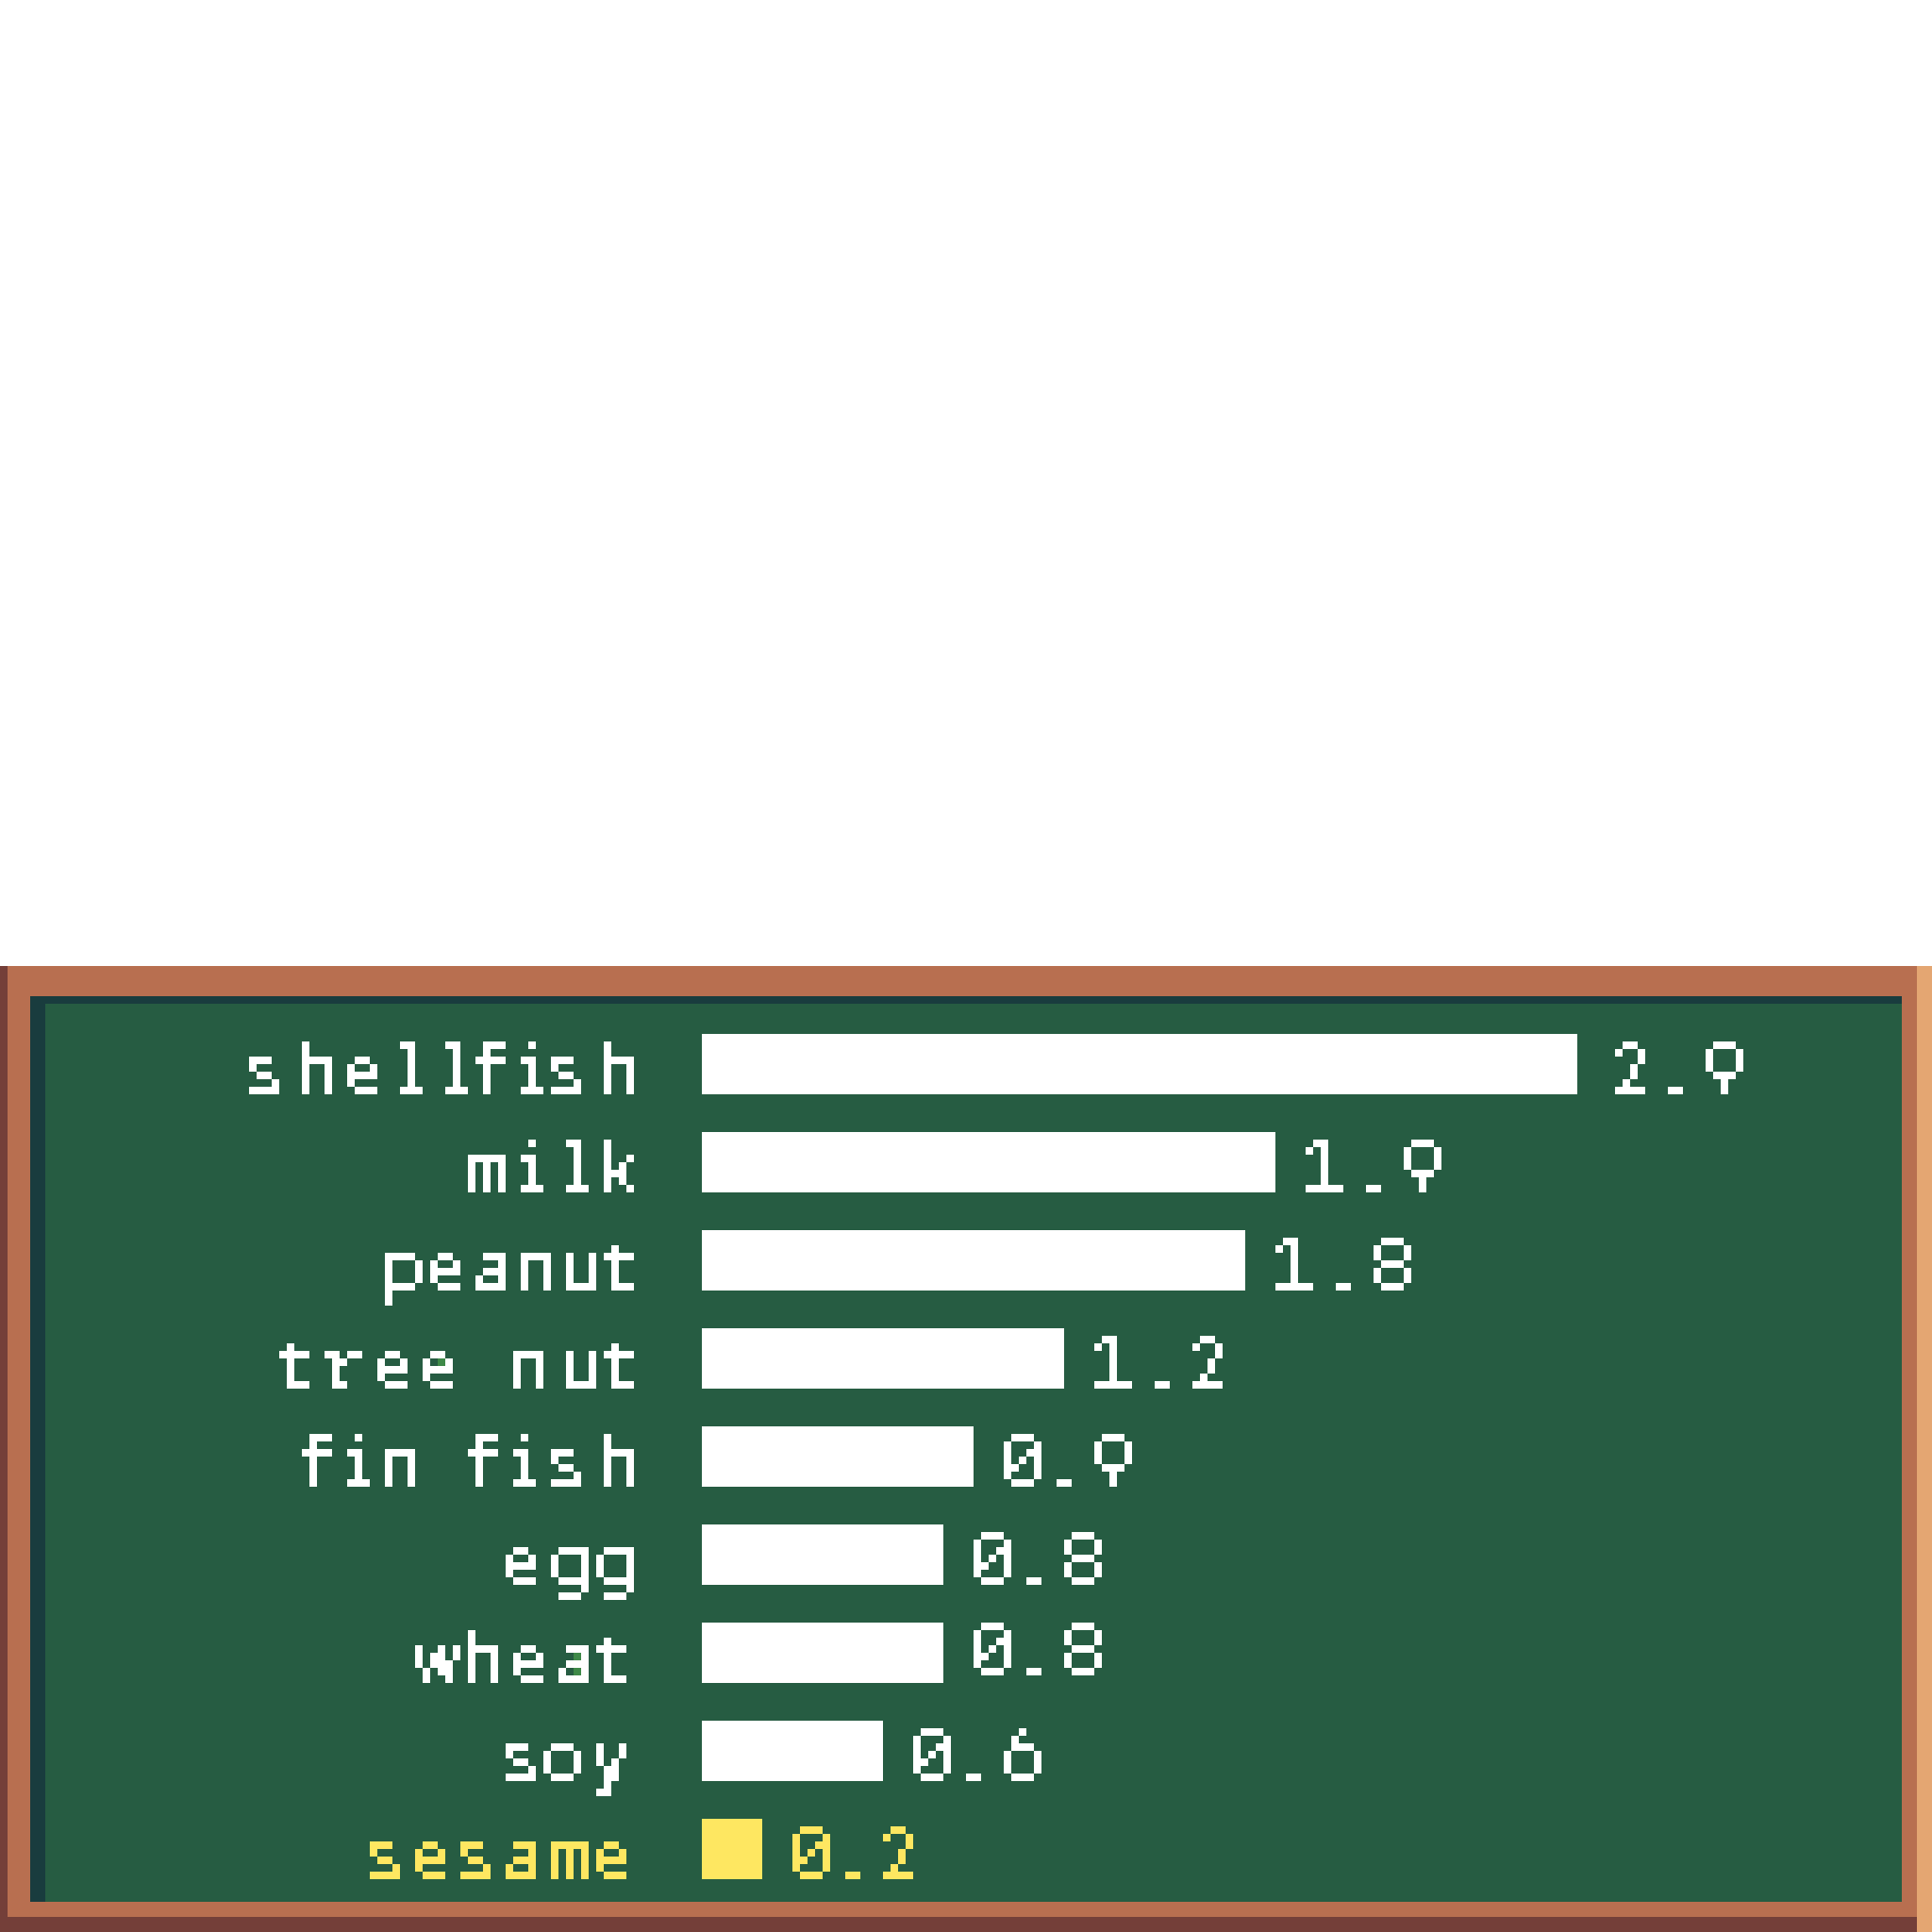 shellfish 2.9
milk 1.9
peanut 1.8
tree nut 1.2
fin fish 0.9
egg 0.8
wheat 0.8
soy 0.6
sesame 0.2